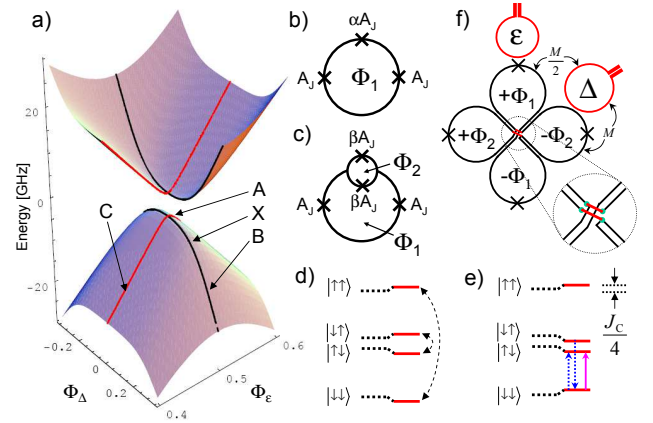 a)
Energy [GHz]
20
0
-20
A
X
B
C
-0.2
0
0.2
Φ_Δ
0.4
0.5
0.6
Φ_ε
b)
αA_J
A_J
Φ_1
A_J
c)
βA_J
Φ_2
A_J
βA_J
A_J
Φ_1
d)
|↑↑⟩
|↓↑⟩
|↑↓⟩
|↓↓⟩
e)
|↑↑⟩
|↓↑⟩
|↑↓⟩
|↓↓⟩
J_C
4
f)
ε
M
2
Δ
M
+Φ_1
+Φ_2
-Φ_2
-Φ_1